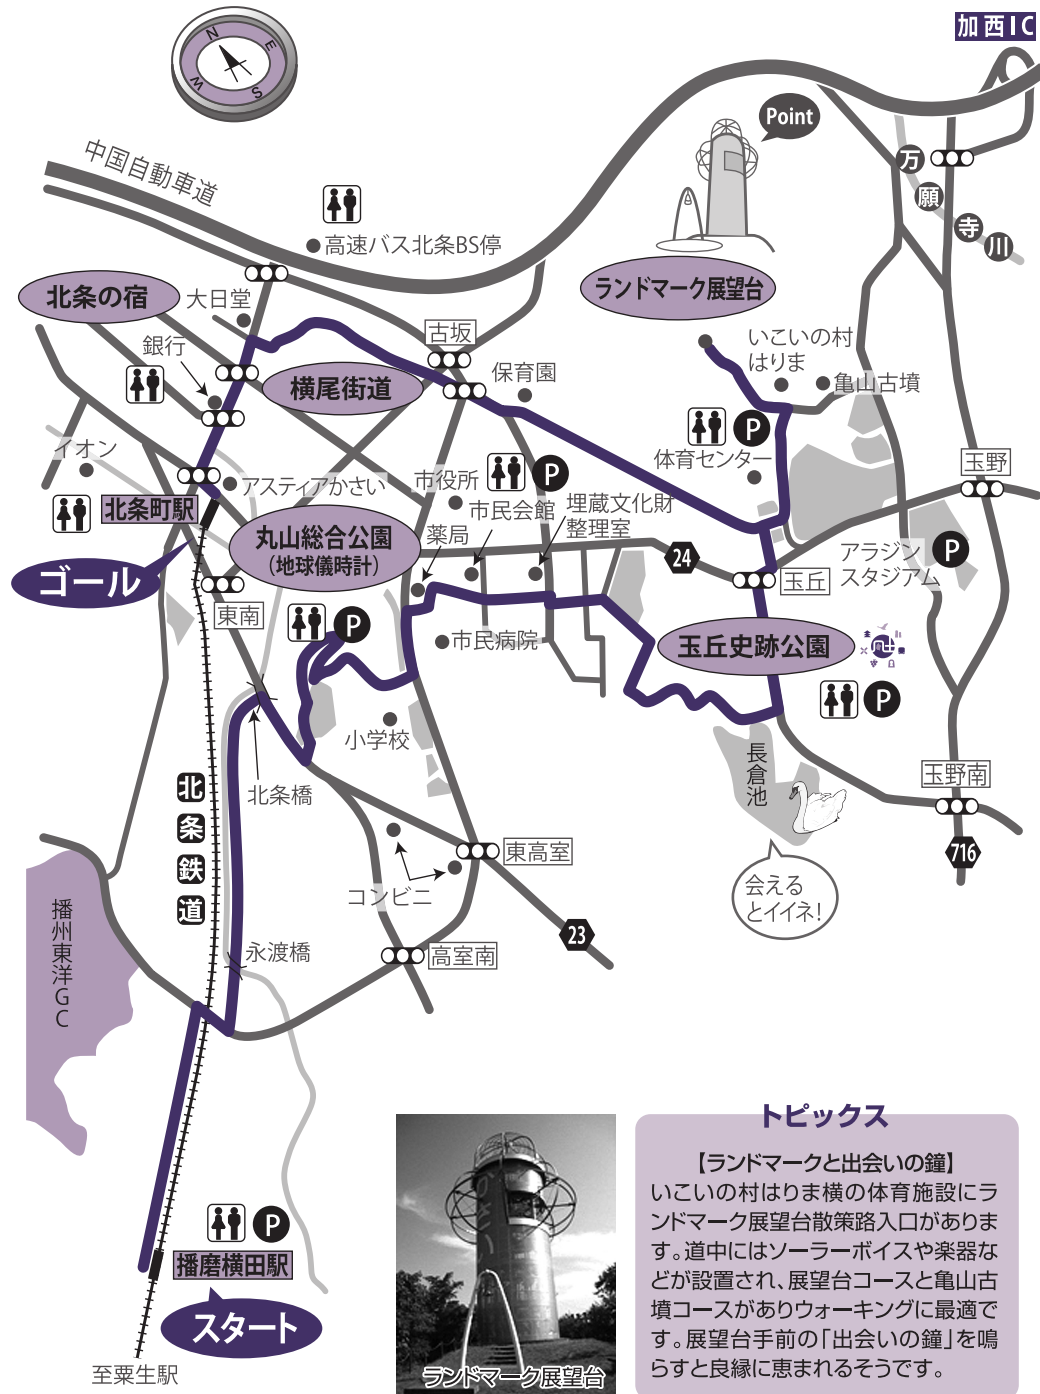 加西IC
N
E
S
W
Point
中国自動車道
万願寺川
高速バス北条BS停
ランドマーク展望台
北条の宿
大日堂
古坂
いこいの村
はりま
銀行
横尾街道
保育園
亀山古墳
イオン
体育センター
玉野
市役所
P
P
アスティアかさい
北条町駅
市民会館
埋蔵文化財
整理室
丸山総合公園
(地球儀時計)
薬局
24
アラジン
スタジアム
P
ゴール
東南
玉丘
P
市民病院
玉丘史跡公園
P
小学校
長倉池
玉野南
北条橋
北条鉄道
716
東高室
コンビニ
会える
とイイネ!
播州東洋GC
23
永渡橋
高室南
P
播磨横田駅
スタート
至粟生駅
ランドマーク展望台
トピックス
【ランドマークと出会いの鐘】
いこいの村はりま横の体育施設にラ
ンドマーク展望台散策路入口がありま
す。道中にはソーラーボイスや楽器な
どが設置され、展望台コースと亀山古
墳コースがありウォーキングに最適で
す。展望台手前の「出会いの鐘」を鳴
らすと良縁に恵まれるそうです。